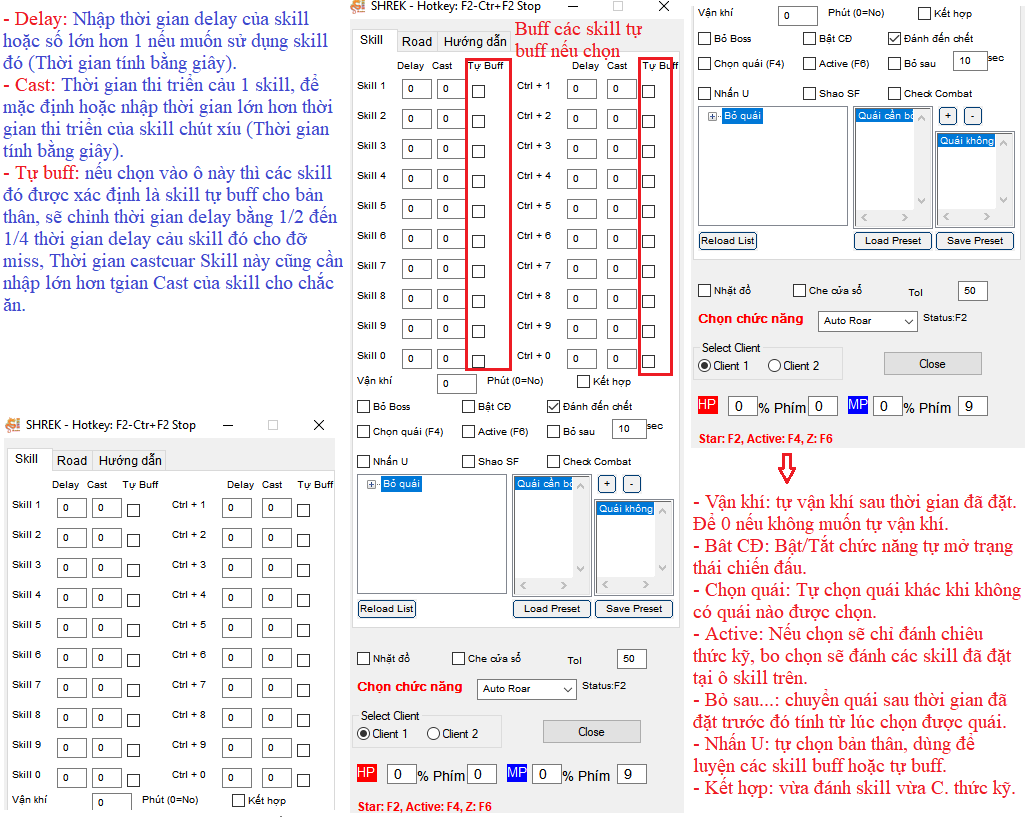 - Delay: Nhập thời gian delay của skill
hoặc số lớn hơn 1 nếu muốn sử dụng skill
đó (Thời gian tính bằng giây).
- Cast: Thời gian thi triển cảu 1 skill, để
mặc định hoặc nhập thời gian lớn hơn thời
gian thi triển của skill chút xíu (Thời gian
tính bằng giây).
- Tự buff: nếu chọn vào ô này thì các skill
đó được xác định là skill tự buff cho bản
thân, sẽ chỉnh thời gian delay bằng 1/2 đến
1/4 thời gian delay cảu skill đó cho đỡ
miss, Thời gian castcuar Skill này cũng cần
nhập lớn hơn tgian Cast của skill cho chắc
ăn.
SHREK - Hotkey: F2-Ctr+F2 Stop
Skill Road Hướng dẫn
Delay Cast Tự Buff Delay Cast Tự Buff
Skill 1 0 0 Ctrl + 1 0 0
Skill 2 0 0 Ctrl + 2 0 0
Skill 3 0 0 Ctrl + 3 0 0
Skill 4 0 0 Ctrl + 4 0 0
Skill 5 0 0 Ctrl + 5 0 0
Skill 6 0 0 Ctrl + 6 0 0
Skill 7 0 0 Ctrl + 7 0 0
Skill 8 0 0 Ctrl + 8 0 0
Skill 9 0 0 Ctrl + 9 0 0
Skill 0 0 0 Ctrl + 0 0 0
Vận khí 0 Phút (0=No) Kết hợp
SHREK - Hotkey: F2-Ctr+F2 Stop
Buff các skill tự
buff nếu chọn
Skill Road Hướng dẫn
Delay Cast Tự Buff Delay Cast Tự Buff
Skill 1 0 0 Ctrl + 1 0 0
Skill 2 0 0 Ctrl + 2 0 0
Skill 3 0 0 Ctrl + 3 0 0
Skill 4 0 0 Ctrl + 4 0 0
Skill 5 0 0 Ctrl + 5 0 0
Skill 6 0 0 Ctrl + 6 0 0
Skill 7 0 0 Ctrl + 7 0 0
Skill 8 0 0 Ctrl + 8 0 0
Skill 9 0 0 Ctrl + 9 0 0
Skill 0 0 0 Ctrl + 0 0 0
Vận khí 0 Phút (0=No) Kết hợp
Bỏ Boss Bật CĐ Đánh đến chết
Chọn quái (F4) Active (F6) Bỏ sau 10 sec
Nhấn U Shao SF Check Combat
Bỏ quái Quái cần bỏ + -
Quái không
Reload List Load Preset Save Preset
Nhặt đồ Che cửa sổ Tol 50
Chọn chức năng Auto Roar Status:F2
Select Client
Client 1 Client 2 Close
HP 0 % Phím 0 MP 0 % Phím 9
Star: F2, Active: F4, Z: F6
Vận khí 0 Phút (0=No) Kết hợp
Bỏ Boss Bật CĐ Đánh đến chết
Chọn quái (F4) Active (F6) Bỏ sau 10 sec
Nhấn U Shao SF Check Combat
Bỏ quái Quái cần bỏ + -
Quái không
Reload List Load Preset Save Preset
Nhặt đồ Che cửa sổ Tol 50
Chọn chức năng Auto Roar Status:F2
Select Client
Client 1 Client 2 Close
HP 0 % Phím 0 MP 0 % Phím 9
Star: F2, Active: F4, Z: F6
- Vận khí: tự vận khí sau thời gian đã đặt.
Để 0 nếu không muốn tự vận khí.
- Bât CĐ: Bật/Tắt chức năng tự mở trạng
thái chiến đấu.
- Chọn quái: Tự chọn quái khác khi không
có quái nào được chọn.
- Active: Nếu chọn sẽ chỉ đánh chiêu
thức kỹ, bo chọn sẽ đánh các skill đã đặt
tại ô skill trên.
- Bỏ sau...: chuyển quái sau thời gian đã
đặt trước đó tính từ lúc chọn được quái.
- Nhấn U: tự chọn bản thân, dùng để
luyện các skill buff hoặc tự buff.
- Kết hợp: vừa đánh skill vừa C. thức kỹ.